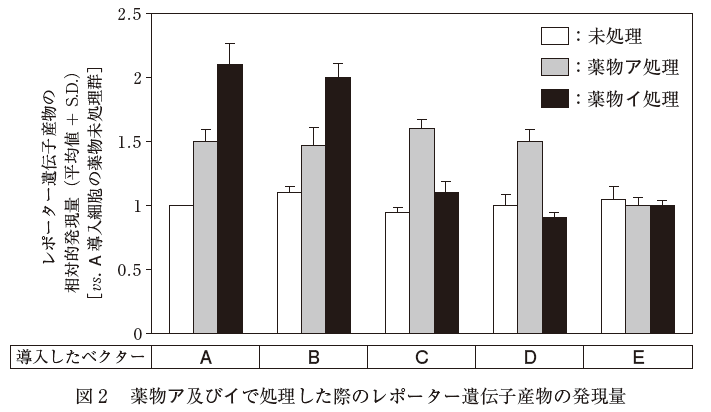 2.5
2
1.5
1
0.5
0
レポーター遺伝子産物の
相対的発現量（平均値 + S.D.）
［vs. A 導入細胞の薬物未処理群］
：未処理
：薬物ア処理
：薬物イ処理
導入したベクター A B C D E
図2 薬物ア及びイで処理した際のレポーター遺伝子産物の発現量